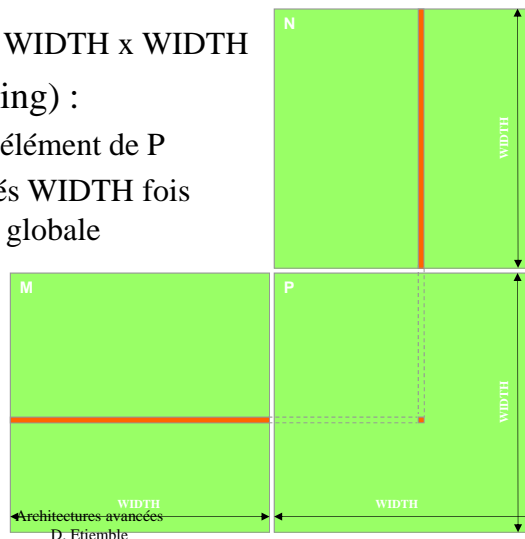 WIDTH x WIDTH
ing) :
élément de P
és WIDTH fois
globale
N
WIDTH
M
P
WIDTH
WIDTH
WIDTH
Architectures avancées
D. Etiemble